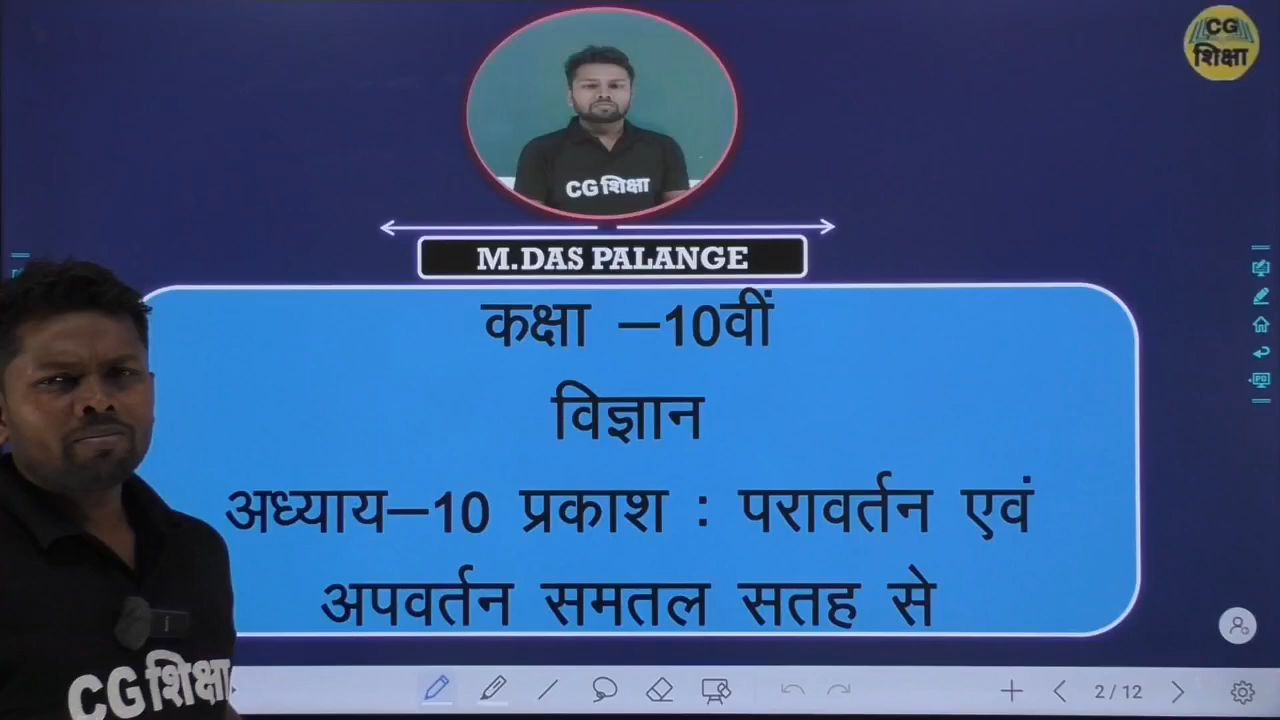 CG
शिक्षा
CG शिक्षा
M.DAS PALANGE
कक्षा –10वीं
विज्ञान
अध्याय–10 प्रकाश : परावर्तन एवं
अपवर्तन समतल सतह से
CG शिक्षा
2/12